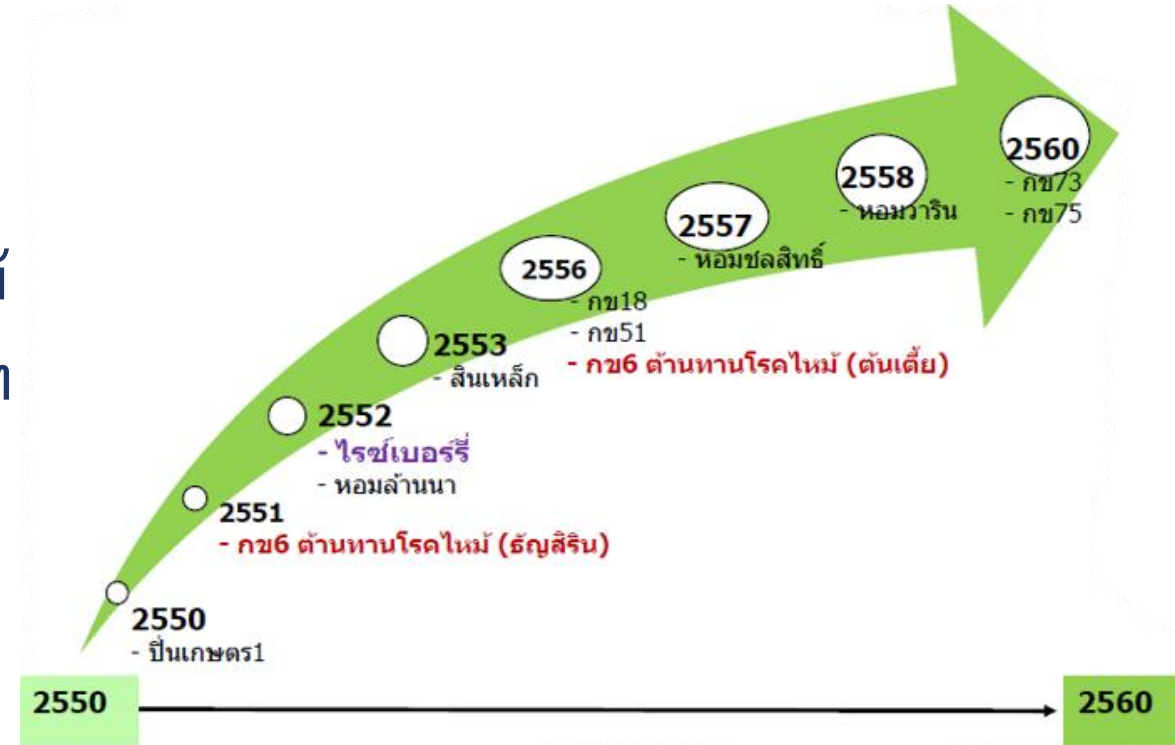 2550
- ปิ่นเกษตร1
2551
- กข6 ต้านทานโรคไหม้ (ธัญสิริน)
2552
- ไรซ์เบอร์รี่
- หอมล้านนา
2553
- สินเหล็ก
2556
- กข18
- กข51
- กข6 ต้านทานโรคไหม้ (ต้นเตี้ย)
2557
- หอมชลสิทธิ์
2558
- หอมวาริน
2560
- กข73
- กข75
2550
2560